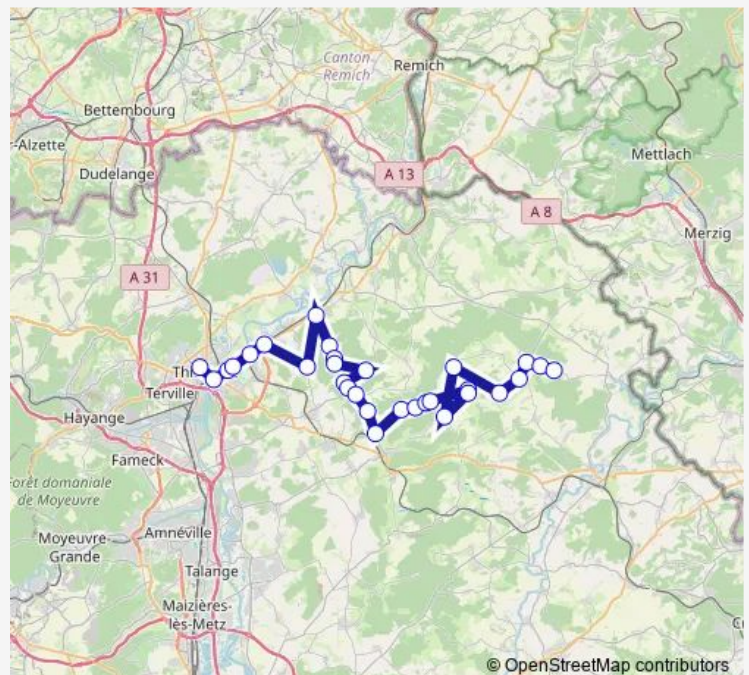 Canton
Remich
Remich
Bettembourg
r-Alzette
Mettlach
Dudelange
A 13
A 8
Merzig
A 31
Thi
Terville
Hayange
Fameck
Forêt domaniale
de Moyeuvre
Moyeuvre-
Grande
Amnéville
Talange
Maizières-
lès-Metz
© OpenStreetMap contributors